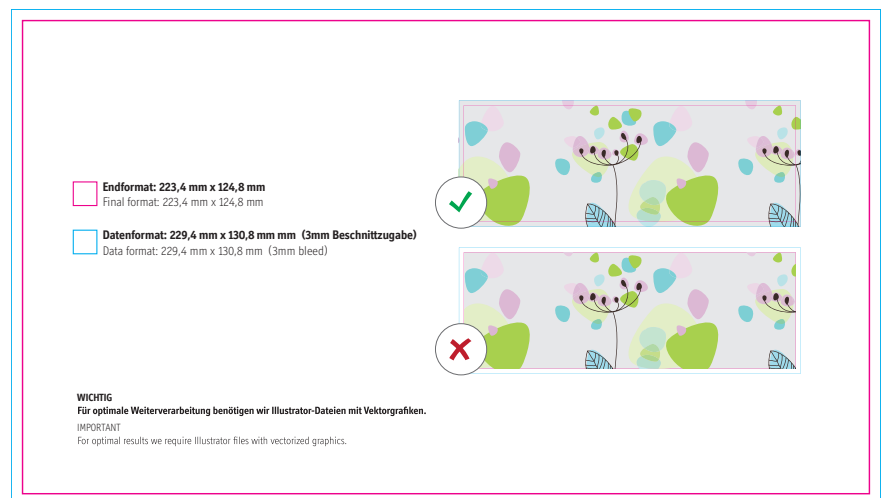 Endformat: 223,4 mm x 124,8 mm
Final format: 223,4 mm x 124,8 mm
Datenformat: 229,4 mm x 130,8 mm mm (3mm Beschnittzugabe)
Data format: 229,4 mm x 130,8 mm (3mm bleed)
WICHTIG
Für optimale Weiterverarbeitung benötigen wir Illustrator-Dateien mit Vektorgrafiken.
IMPORTANT
For optimal results we require Illustrator files with vectorized graphics.